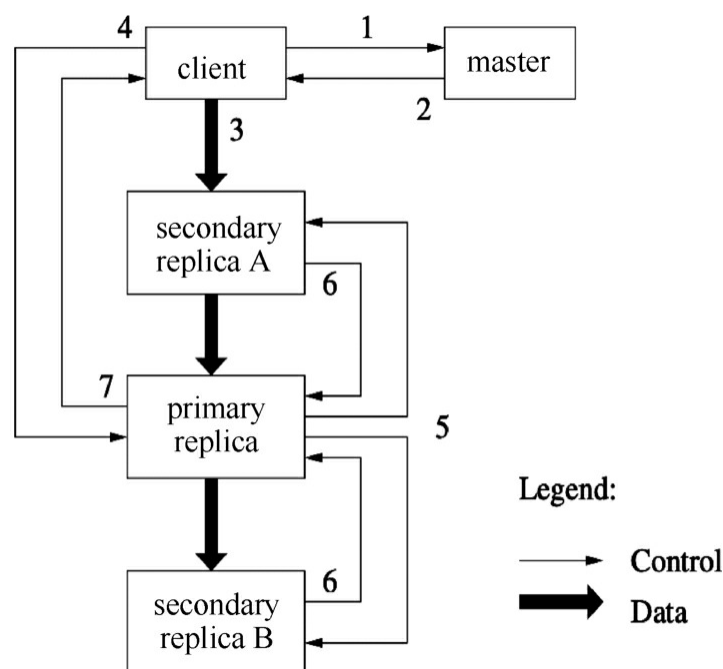 4
1
client
master
2
3
secondary
replica A
6
7
primary
replica
5
Legend:
Control
6
secondary
replica B
Data